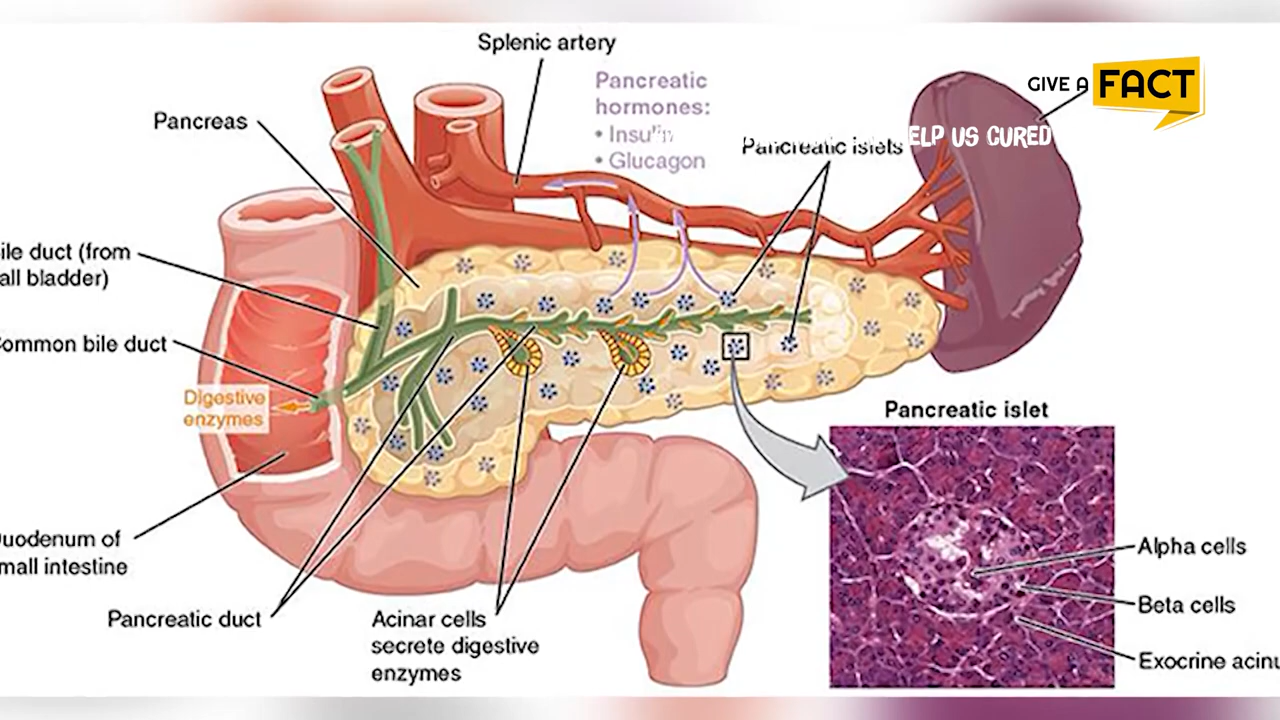 Splenic artery
GIVE A FACT
Pancreatic
hormones:
• Insulin
• Glucagon
Pancreas
ELP US CURED
Pancreatic islets
ile duct (from
all bladder)
ommon bile duct
Digestive
enzymes
Pancreatic islet
uodenum of
mall intestine
Alpha cells
Beta cells
Pancreatic duct
Acinar cells
secrete digestive
enzymes
Exocrine acinu